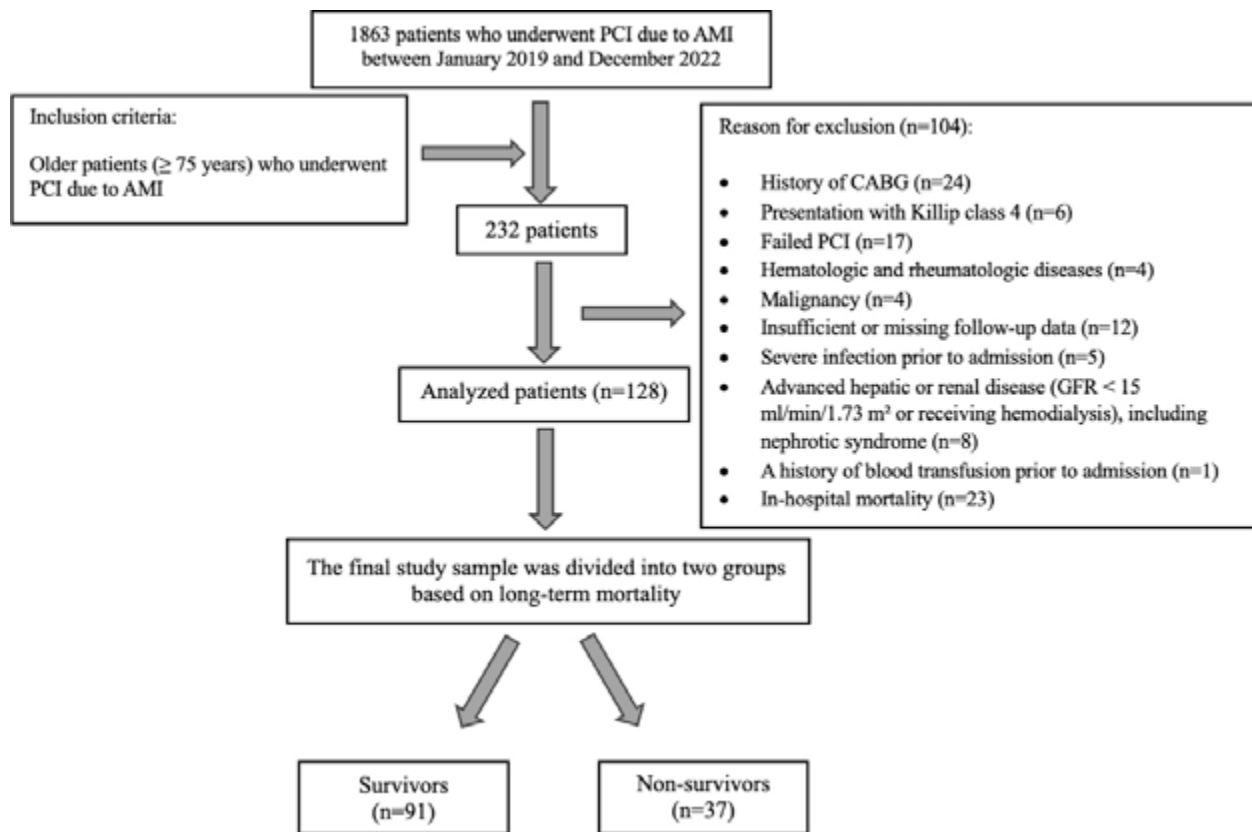 1863 patients who underwent PCI due to AMI
between January 2019 and December 2022
Inclusion criteria:
Older patients (≥ 75 years) who underwent
PCI due to AMI
232 patients
Reason for exclusion (n=104):
• History of CABG (n=24)
• Presentation with Killip class 4 (n=6)
• Failed PCI (n=17)
• Hematologic and rheumatologic diseases (n=4)
• Malignancy (n=4)
• Insufficient or missing follow-up data (n=12)
• Severe infection prior to admission (n=5)
• Advanced hepatic or renal disease (GFR < 15
ml/min/1.73 m² or receiving hemodialysis), including
nephrotic syndrome (n=8)
• A history of blood transfusion prior to admission (n=1)
• In-hospital mortality (n=23)
Analyzed patients (n=128)
The final study sample was divided into two groups
based on long-term mortality
Survivors
(n=91)
Non-survivors
(n=37)